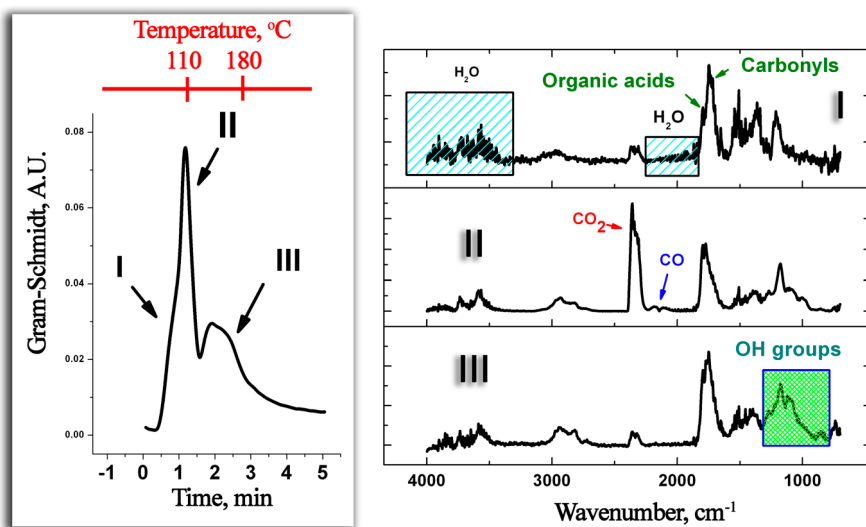 Temperature, ºC
110 180
0.08
0.06
0.04
0.02
0.00
Gram-Schmidt, A.U.
I
II
III
-1 0 1 2 3 4 5
Time, min
H2O
Organic acids
Carbonyls
H2O
I
CO2
CO
II
III
OH groups
4000 3000 2000 1000
Wavenumber, cm-1